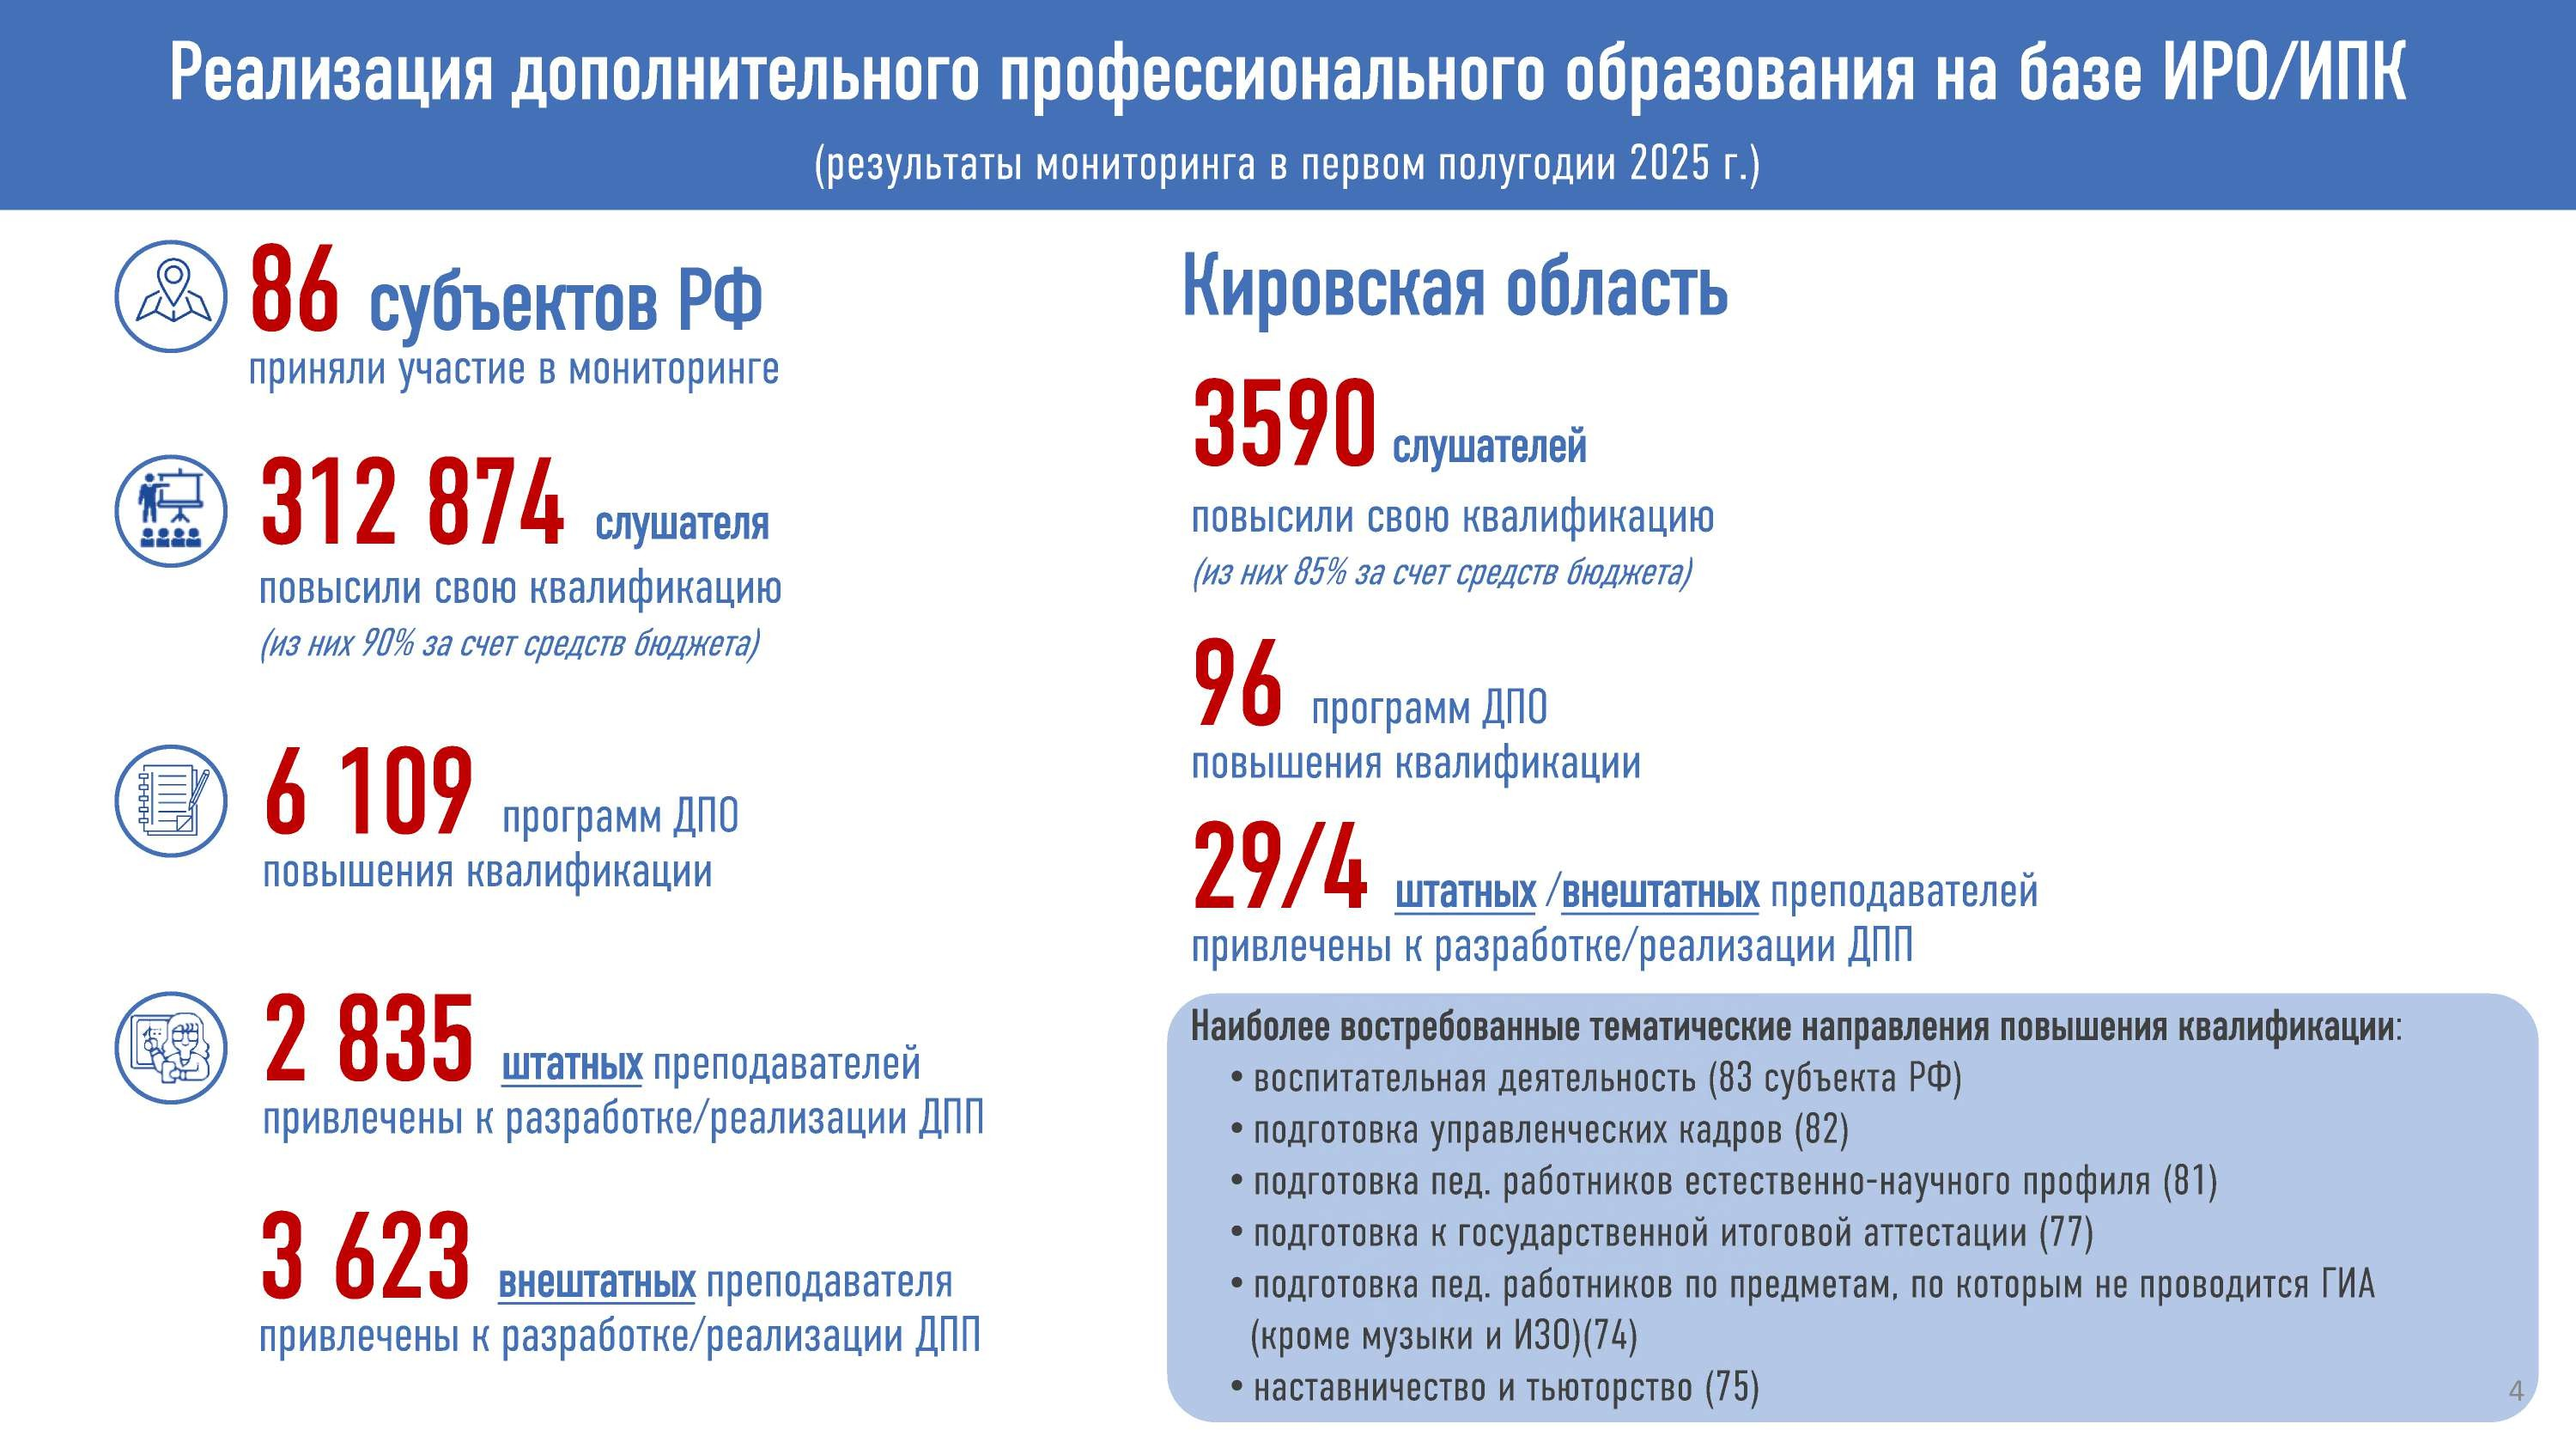 Реализация дополнительного профессионального образования на базе ИРО/ИПК
(результаты мониторинга в первом полугодии 2025 г.)
86 субъектов РФ
приняли участие в мониторинге
312 874 слушателя
повысили свою квалификацию
(из них 90% за счет средств бюджета)
6 109 программ ДПО
повышения квалификации
2 835 штатных преподавателей
привлечены к разработке/реализации ДПП
3 623 внештатных преподавателя
привлечены к разработке/реализации ДПП
Кировская область
3590 слушателей
повысили свою квалификацию
(из них 85% за счет средств бюджета)
96 программ ДПО
повышения квалификации
29/4 штатных /внештатных преподавателей
привлечены к разработке/реализации ДПП
Наиболее востребованные тематические направления повышения квалификации:
• воспитательная деятельность (83 субъекта РФ)
• подготовка управленческих кадров (82)
• подготовка пед. работников естественно-научного профиля (81)
• подготовка к государственной итоговой аттестации (77)
• подготовка пед. работников по предметам, по которым не проводится ГИА
(кроме музыки и ИЗО)(74)
• наставничество и тьюторство (75)
4